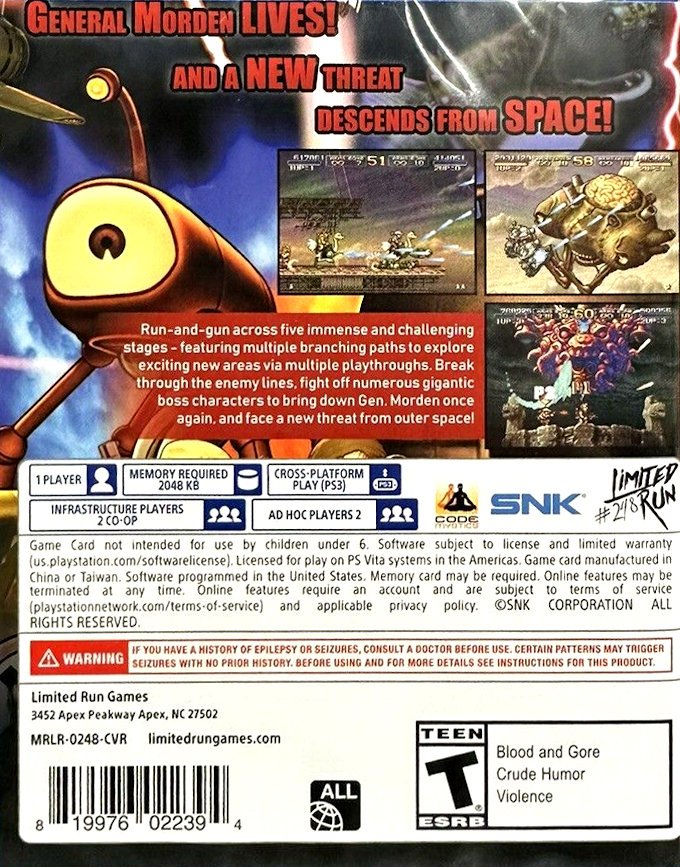 GENERAL MORDEN LIVES!
AND A NEW THREAT
DESCENDS FROM SPACE!
51
58
60
Run-and-gun across five immense and challenging
stages - featuring multiple branching paths to explore
exciting new areas via multiple playthroughs. Break
through the enemy lines, fight off numerous gigantic
boss characters to bring down Gen. Morden once
again, and face a new threat from outer space!
1 PLAYER
MEMORY REQUIRED
2048 KB
CROSS-PLATFORM
PLAY (PS3)
PS3
INFRASTRUCTURE PLAYERS
2 CO-OP
AD HOC PLAYERS 2
CODE
MYSTICS
SNK
LIMITED
RUN
#248
Game Card not intended for use by children under 6. Software subject to license and limited warranty
(us.playstation.com/softwarelicense). Licensed for play on PS Vita systems in the Americas. Game card manufactured in
China or Taiwan. Software programmed in the United States. Memory card may be required. Online features may be
terminated at any time. Online features require an account and are subject to terms of service
(playstationnetwork.com/terms-of-service) and applicable privacy policy. ©SNK CORPORATION ALL
RIGHTS RESERVED.
WARNING
IF YOU HAVE A HISTORY OF EPILEPSY OR SEIZURES, CONSULT A DOCTOR BEFORE USE. CERTAIN PATTERNS MAY TRIGGER
SEIZURES WITH NO PRIOR HISTORY. BEFORE USING AND FOR MORE DETAILS SEE INSTRUCTIONS FOR THIS PRODUCT.
Limited Run Games
3452 Apex Peakway Apex, NC 27502
MRLR-0248-CVR limitedrungames.com
8 19976 02239 4
ALL
TEEN
T
ESRB
Blood and Gore
Crude Humor
Violence